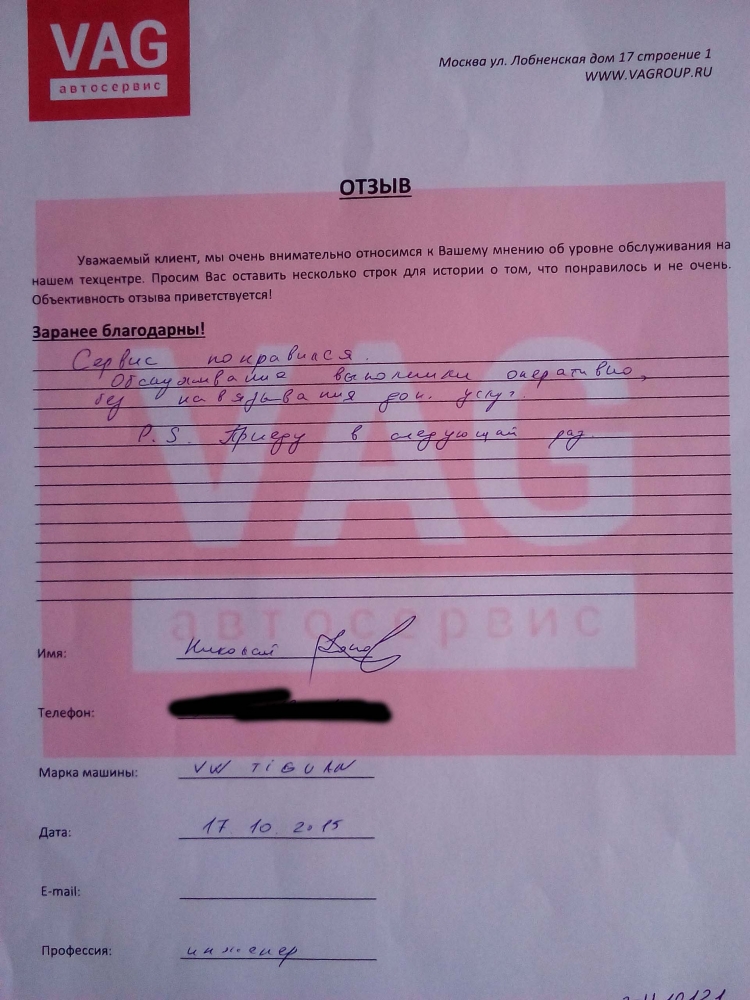 VAG
автосервис
Москва ул. Лобненская дом 17 строение 1
WWW.VAGROUP.RU
ОТЗЫВ
Уважаемый клиент, мы очень внимательно относимся к Вашему мнению об уровне обслуживания на
нашем техцентре. Просим Вас оставить несколько строк для истории о том, что понравилось и не очень.
Объективность отзыва приветствуется!
Заранее благодарны!
Сервис понравился.
Обслуживание выполнили оперативно,
без навязывания доп. услуг.
P.S. Приеду в следующий раз.
VAG
автосервис
Имя: Николай
Телефон:
Марка машины: VW TIGUAN
Дата: 17.10.2015
E-mail:
Профессия: инженер